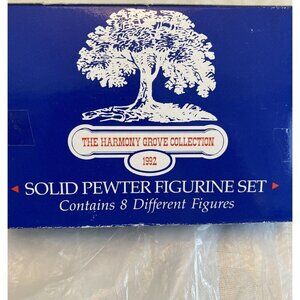 THE HARMONY GROVE COLLECTION
1992
SOLID PEWTER FIGURINE SET
Contains 8 Different Figures